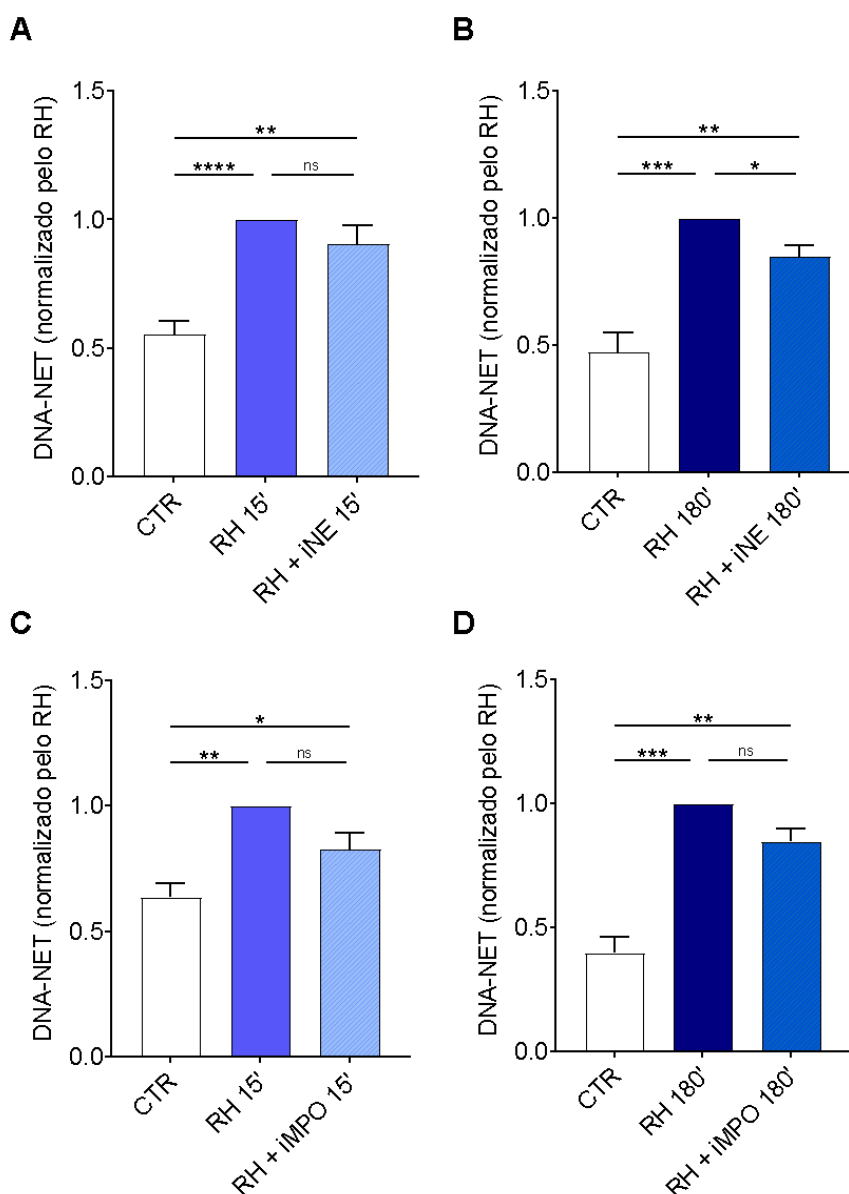 A
DNA-NET (normalizado pelo RH)
1.5
1.0
0.5
0.0
**
****
ns
CTR
RH 15'
RH + iNE 15'
B
DNA-NET (normalizado pelo RH)
1.5
1.0
0.5
0.0
**
***
*
CTR
RH 180'
RH + iNE 180'
C
DNA-NET (normalizado pelo RH)
1.5
1.0
0.5
0.0
*
**
ns
CTR
RH 15'
RH + iMPO 15'
D
DNA-NET (normalizado pelo RH)
1.5
1.0
0.5
0.0
**
***
ns
CTR
RH 180'
RH + iMPO 180'